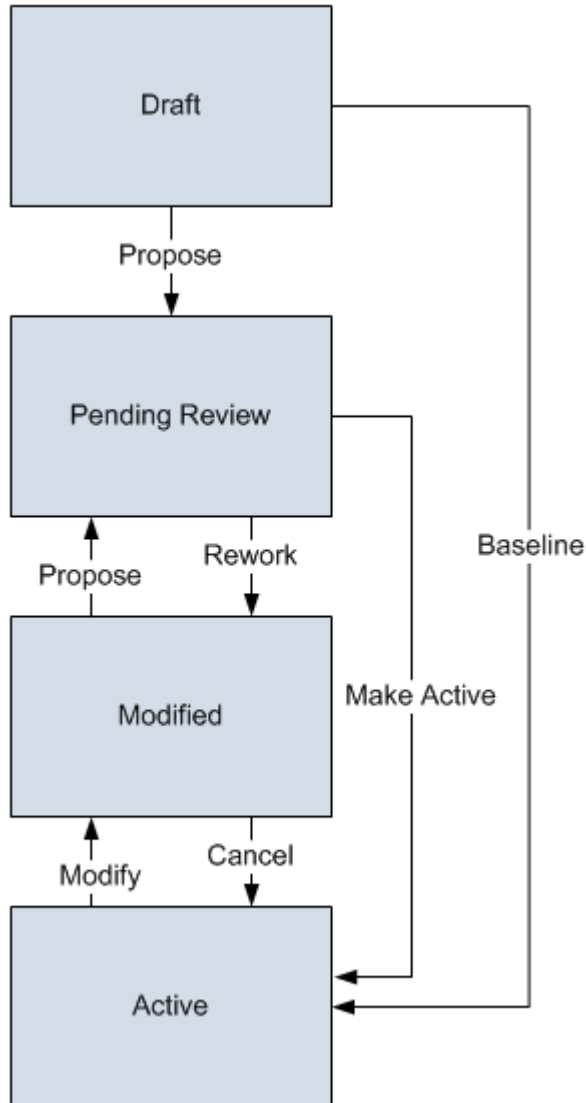 Draft
Propose
Pending Review
Baseline
Propose
Rework
Modified
Make Active
Modify
Cancel
Active